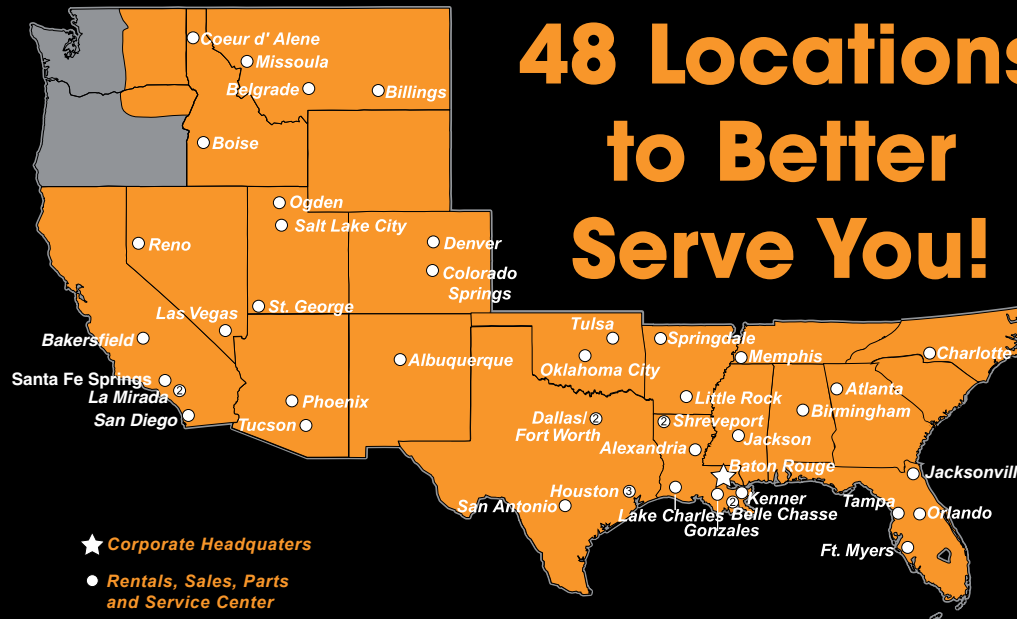 48 Locations
to Better
Serve You!
Coeur d' Alene
Missoula
Belgrade
Billings
Boise
Ogden
Salt Lake City
Reno
Denver
Colorado
Springs
St. George
Las Vegas
Bakersfield
Tulsa
Springdale
Memphis
Charlotte
Albuquerque
Oklahoma City
Santa Fe Springs
La Mirada
2
San Diego
Phoenix
Tucson
Little Rock
Atlanta
Birmingham
Dallas/
Fort Worth
2
2
Shreveport
Jackson
Alexandria
Baton Rouge
Jacksonvill
Houston
3
San Antonio
Lake Charles
Kenner
2
Belle Chasse
Gonzales
Tampa
Orlando
Ft. Myers
Corporate Headquaters
Rentals, Sales, Parts
and Service Center